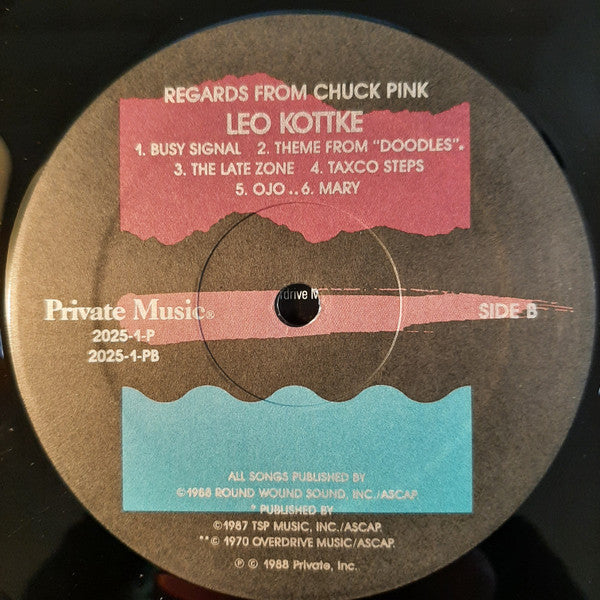 REGARDS FROM CHUCK PINK
LEO KOTTKE
1. BUSY SIGNAL 2. THEME FROM "DOODLES"*
3. THE LATE ZONE 4. TAXCO STEPS
5. OJO .. 6. MARY
rdrive
Private Music®
SIDE B
2025-1-P
2025-1-PB
ALL SONGS PUBLISHED BY
©1988 ROUND WOUND SOUND, INC./ASCAP.
* PUBLISHED BY
©1987 TSP MUSIC, INC./ASCAP.
**© 1970 OVERDRIVE MUSIC/ASCAP.
℗ © 1988 Private, Inc.